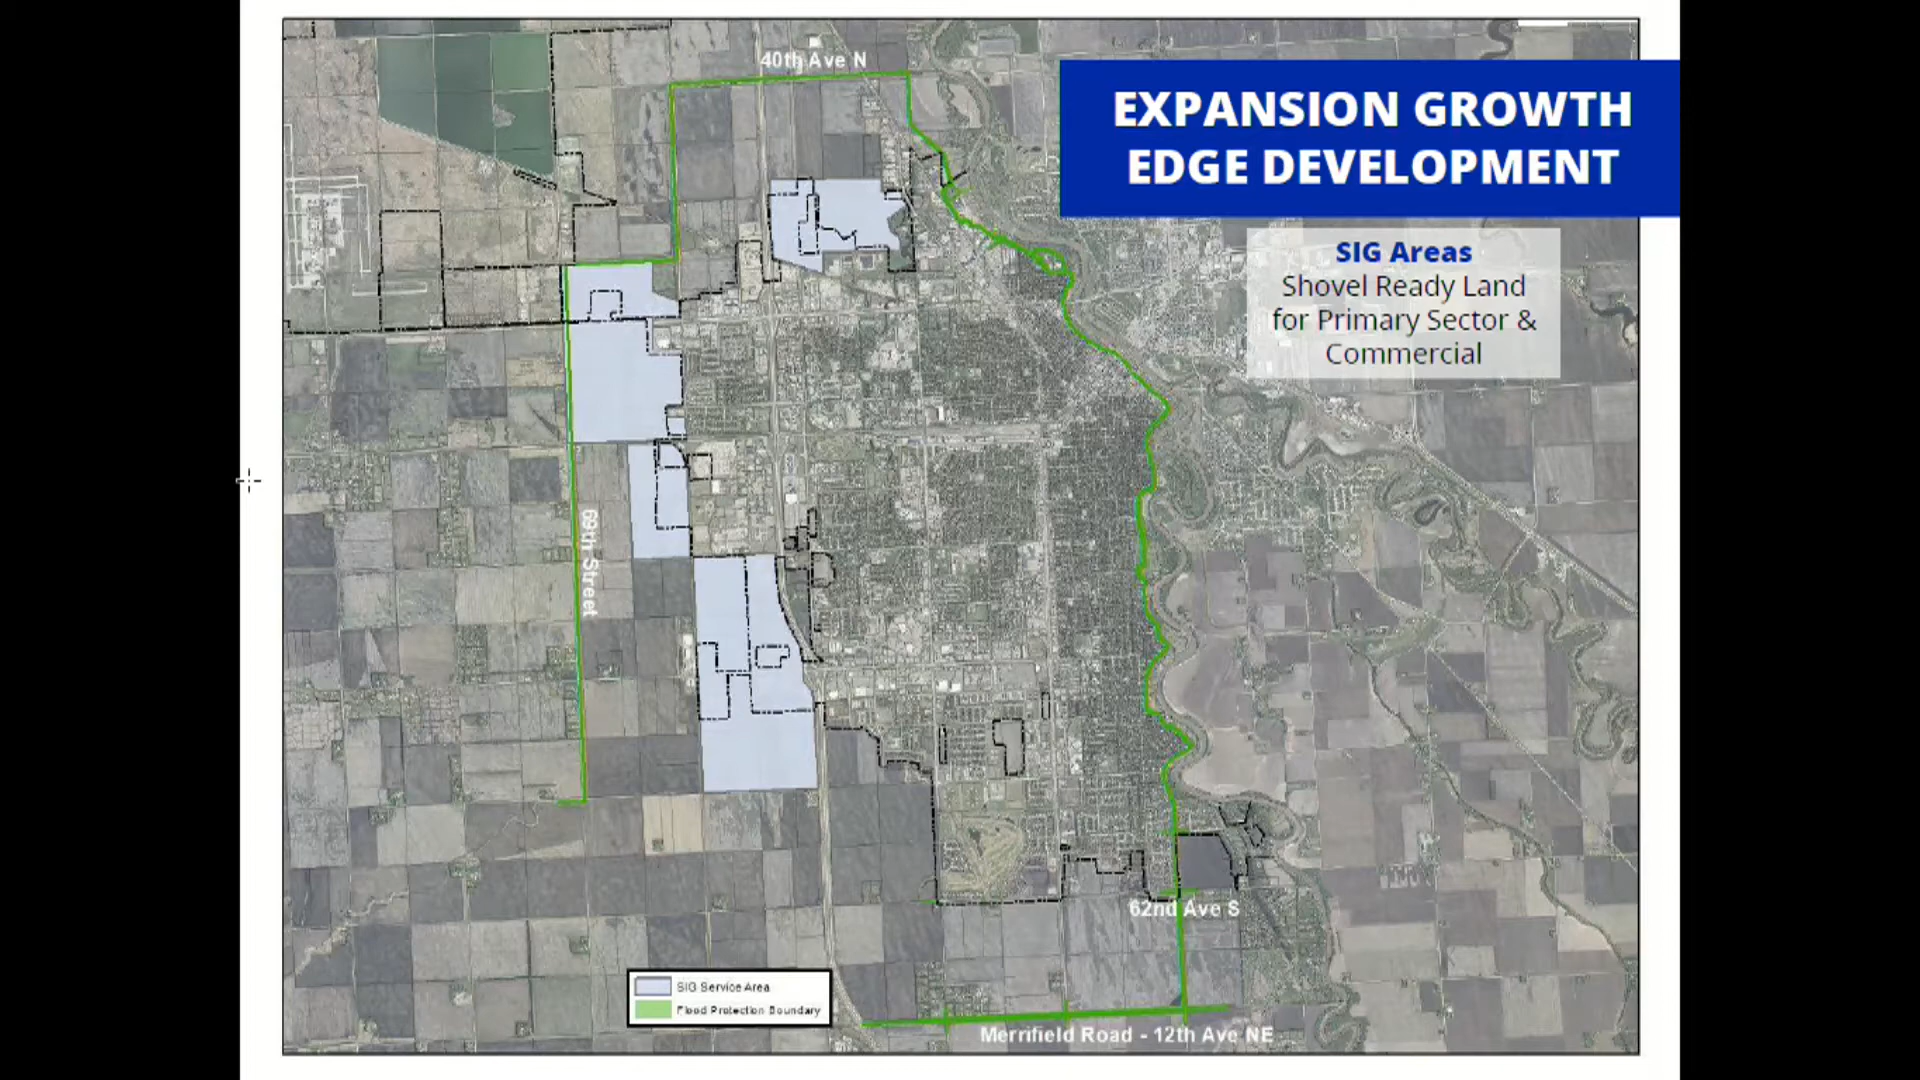 40th Ave N
EXPANSION GROWTH
EDGE DEVELOPMENT
SIG Areas
Shovel Ready Land
for Primary Sector &
Commercial
69th Street
62nd Ave S
SIG Service Area
Flood Protection Boundary
Merrifield Road - 12th Ave NE